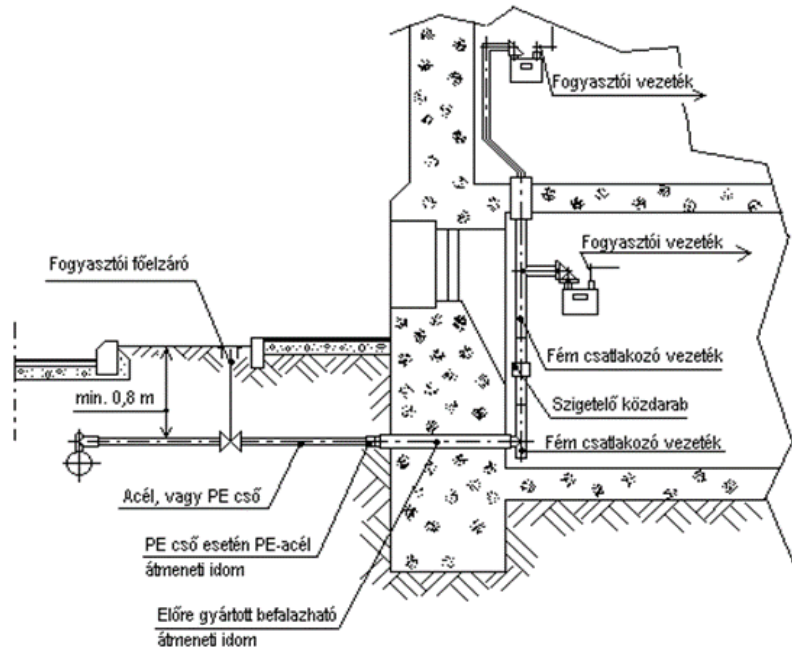 Fogyasztói vezeték
Fogyasztói vezeték
Fogyasztói főelzáró
Fém csatlakozó vezeték
min. 0,8 m
Szigetelő közdarab
Fém csatlakozó vezeték
Acél, vagy PE cső
PE cső esetén PE-acél
átmeneti idom
Előre gyártott befalazható
átmeneti idom